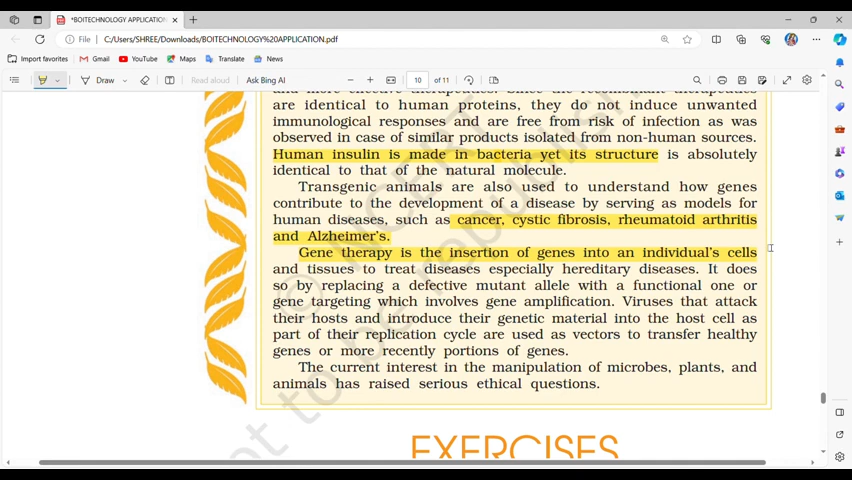 *BOITECHNOLOGY APPLICATION.
File
C:/Users/SHREE/Downloads/BOITECHNOLOGY%20APPLICATION.pdf
Import favorites
Gmail
YouTube
Maps
Translate
News
Draw
Read aloud
Ask Bing AI
10
of 11
are identical to human proteins, they do not induce unwanted
immunological responses and are free from risk of infection as was
observed in case of similar products isolated from non-human sources.
Human insulin is made in bacteria yet its structure is absolutely
identical to that of the natural molecule.
Transgenic animals are also used to understand how genes
contribute to the development of a disease by serving as models for
human diseases, such as cancer, cystic fibrosis, rheumatoid arthritis
and Alzheimer's.
Gene therapy is the insertion of genes into an individual's cells
and tissues to treat diseases especially hereditary diseases. It does
so by replacing a defective mutant allele with a functional one or
gene targeting which involves gene amplification. Viruses that attack
their hosts and introduce their genetic material into the host cell as
part of their replication cycle are used as vectors to transfer healthy
genes or more recently portions of genes.
The current interest in the manipulation of microbes, plants, and
animals has raised serious ethical questions.
EXERCISES